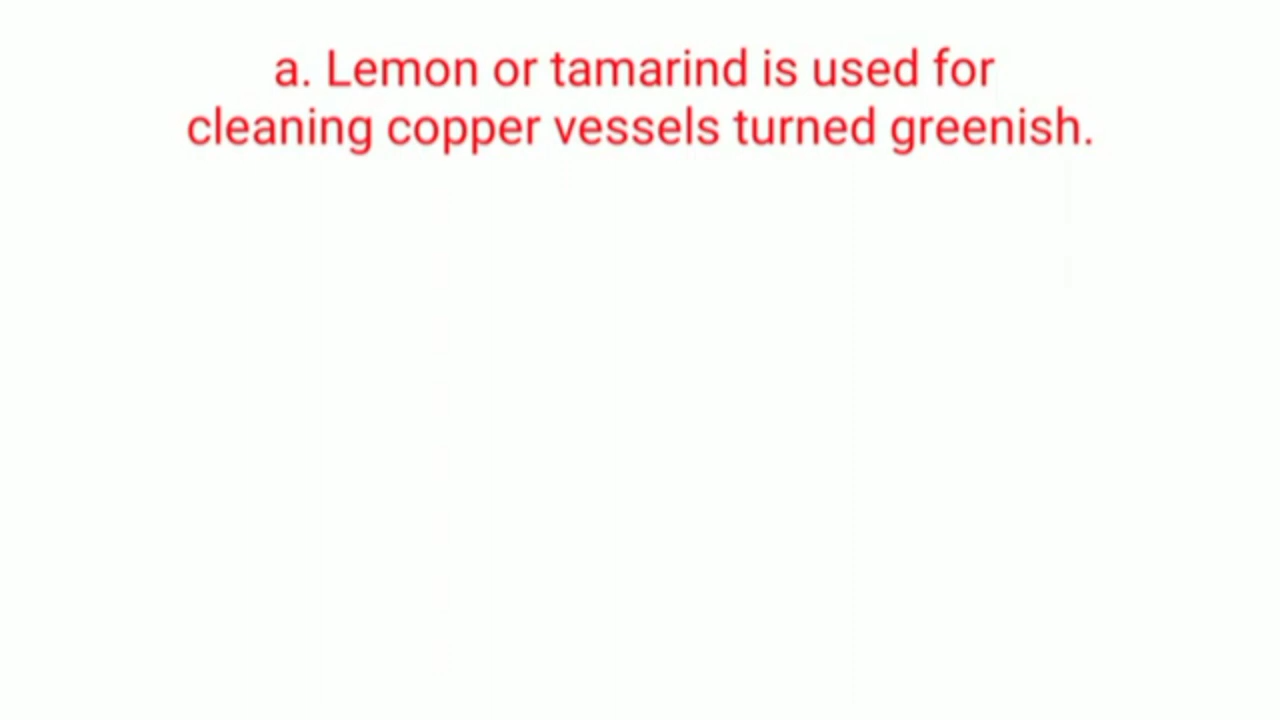 a. Lemon or tamarind is used for
cleaning copper vessels turned greenish.